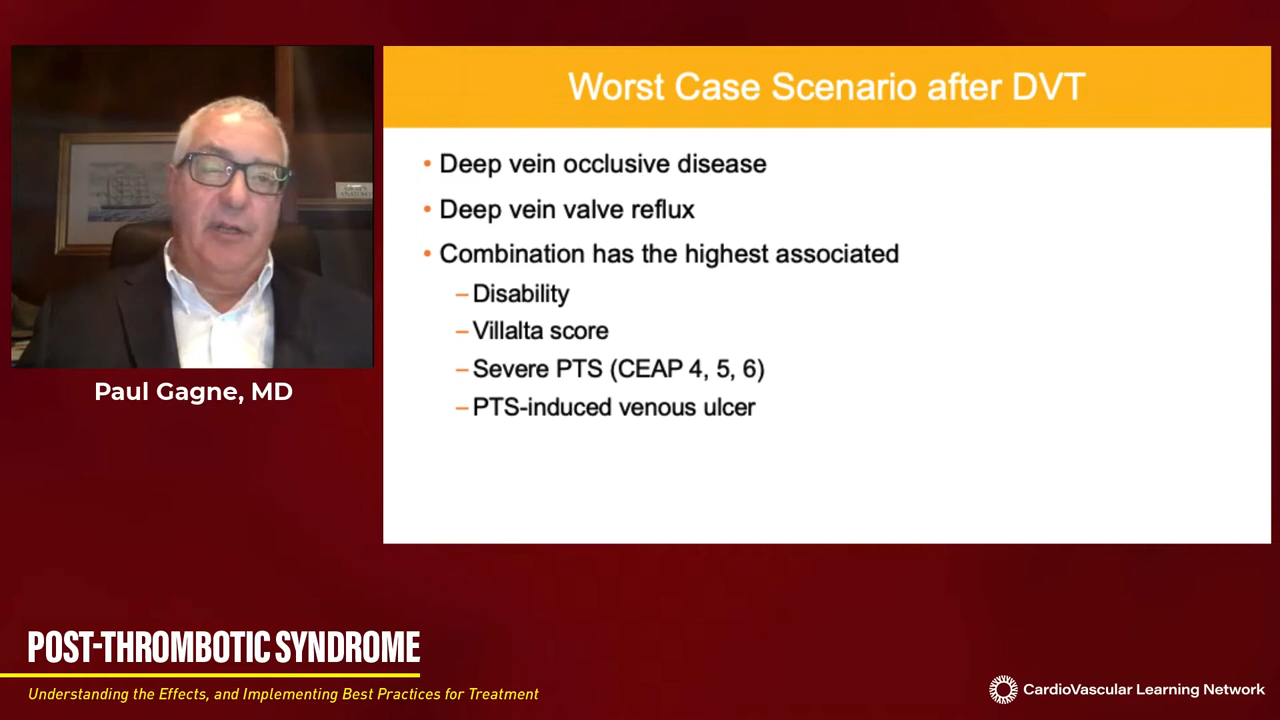 Worst Case Scenario after DVT
• Deep vein occlusive disease
• Deep vein valve reflux
• Combination has the highest associated
– Disability
– Villalta score
– Severe PTS (CEAP 4, 5, 6)
– PTS-induced venous ulcer
Paul Gagne, MD
POST-THROMBOTIC SYNDROME
Understanding the Effects, and Implementing Best Practices for Treatment
CardioVascular Learning Network